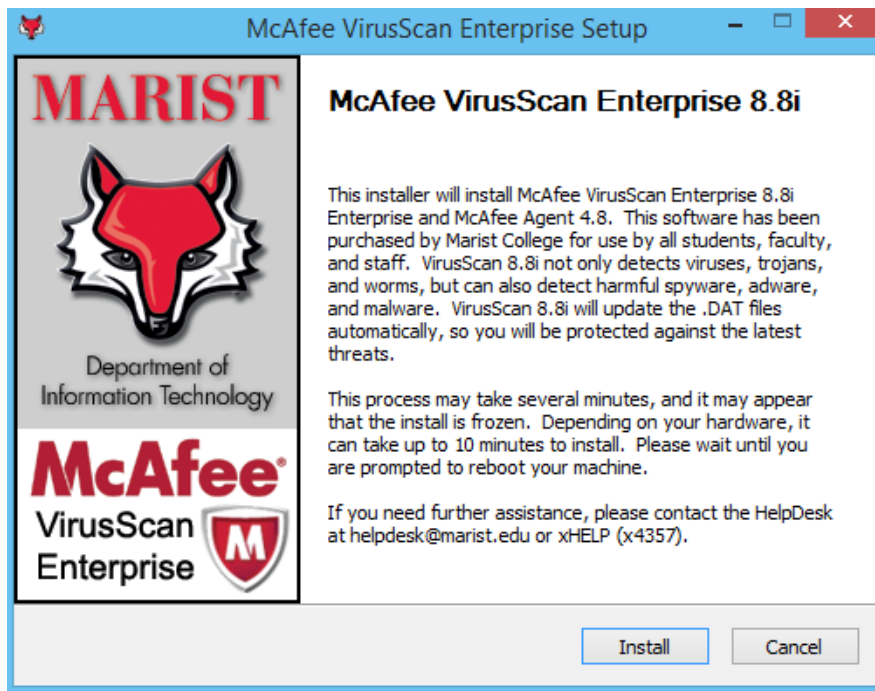 McAfee VirusScan Enterprise Setup
MARIST
Department of
Information Technology
McAfee
VirusScan
Enterprise
M
McAfee VirusScan Enterprise 8.8i
This installer will install McAfee VirusScan Enterprise 8.8i
Enterprise and McAfee Agent 4.8.  This software has been
purchased by Marist College for use by all students, faculty,
and staff.  VirusScan 8.8i not only detects viruses, trojans,
and worms, but can also detect harmful spyware, adware,
and malware.  VirusScan 8.8i will update the .DAT files
automatically, so you will be protected against the latest
threats.
This process may take several minutes, and it may appear
that the install is frozen.  Depending on your hardware, it
can take up to 10 minutes to install.  Please wait until you
are prompted to reboot your machine.
If you need further assistance, please contact the HelpDesk
at helpdesk@marist.edu or xHELP (x4357).
Install
Cancel